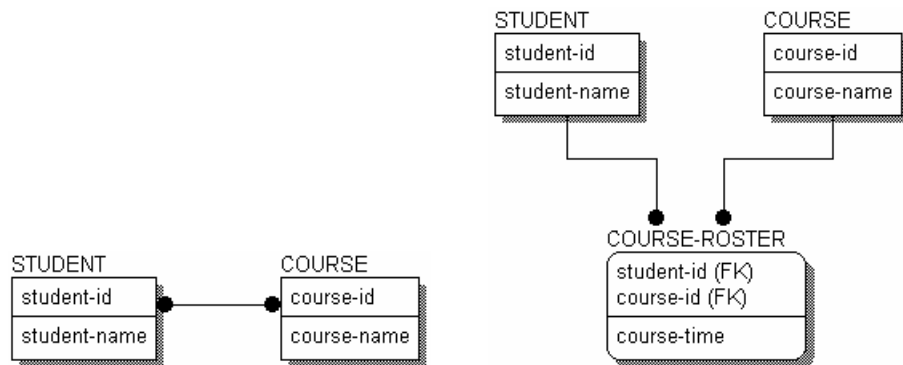 STUDENT
student-id
student-name
COURSE
course-id
course-name
STUDENT
student-id
student-name
COURSE
course-id
course-name
COURSE-ROSTER
student-id (FK)
course-id (FK)
course-time